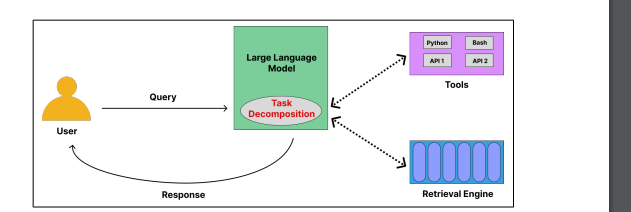 Query
User
Large Language
Model
Task
Decomposition
Python
Bash
API 1
API 2
Tools
Retrieval Engine
Response